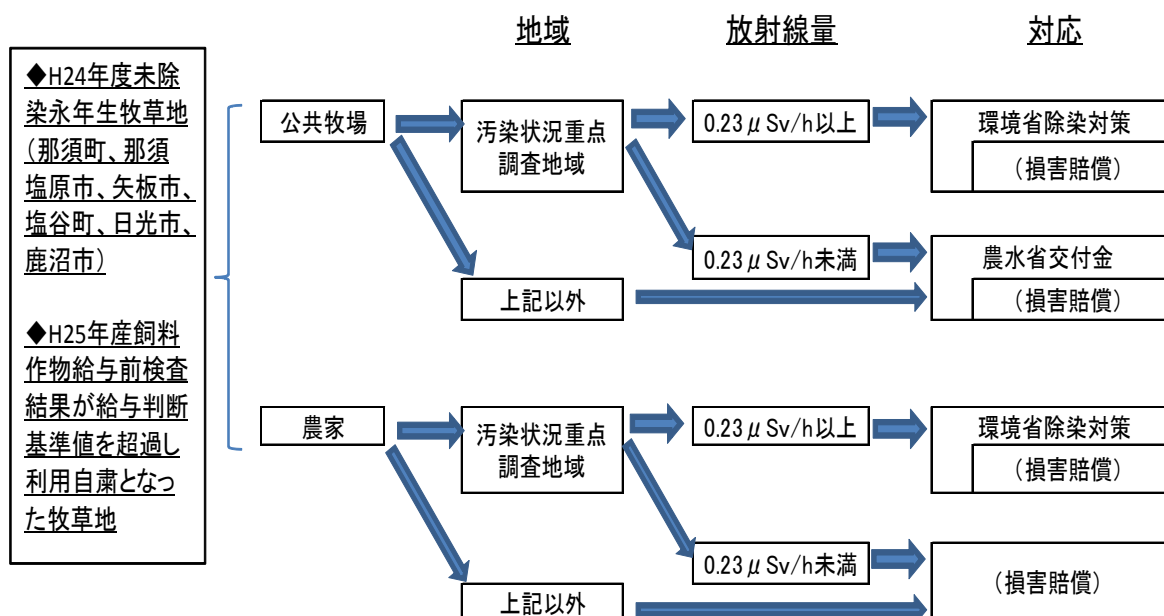 地域
放射線量
対応
◆H24年度未除
染永年生牧草地
（那須町、那須
塩原市、矢板市、
塩谷町、日光市、
鹿沼市）
◆H25年産飼料
作物給与前検査
結果が給与判断
基準値を超過し
利用自粛となっ
た牧草地
公共牧場
汚染状況重点
調査地域
0.23μSv/h以上
環境省除染対策
（損害賠償）
0.23μSv/h未満
農水省交付金
上記以外
（損害賠償）
農家
汚染状況重点
調査地域
0.23μSv/h以上
環境省除染対策
（損害賠償）
0.23μSv/h未満
（損害賠償）
上記以外